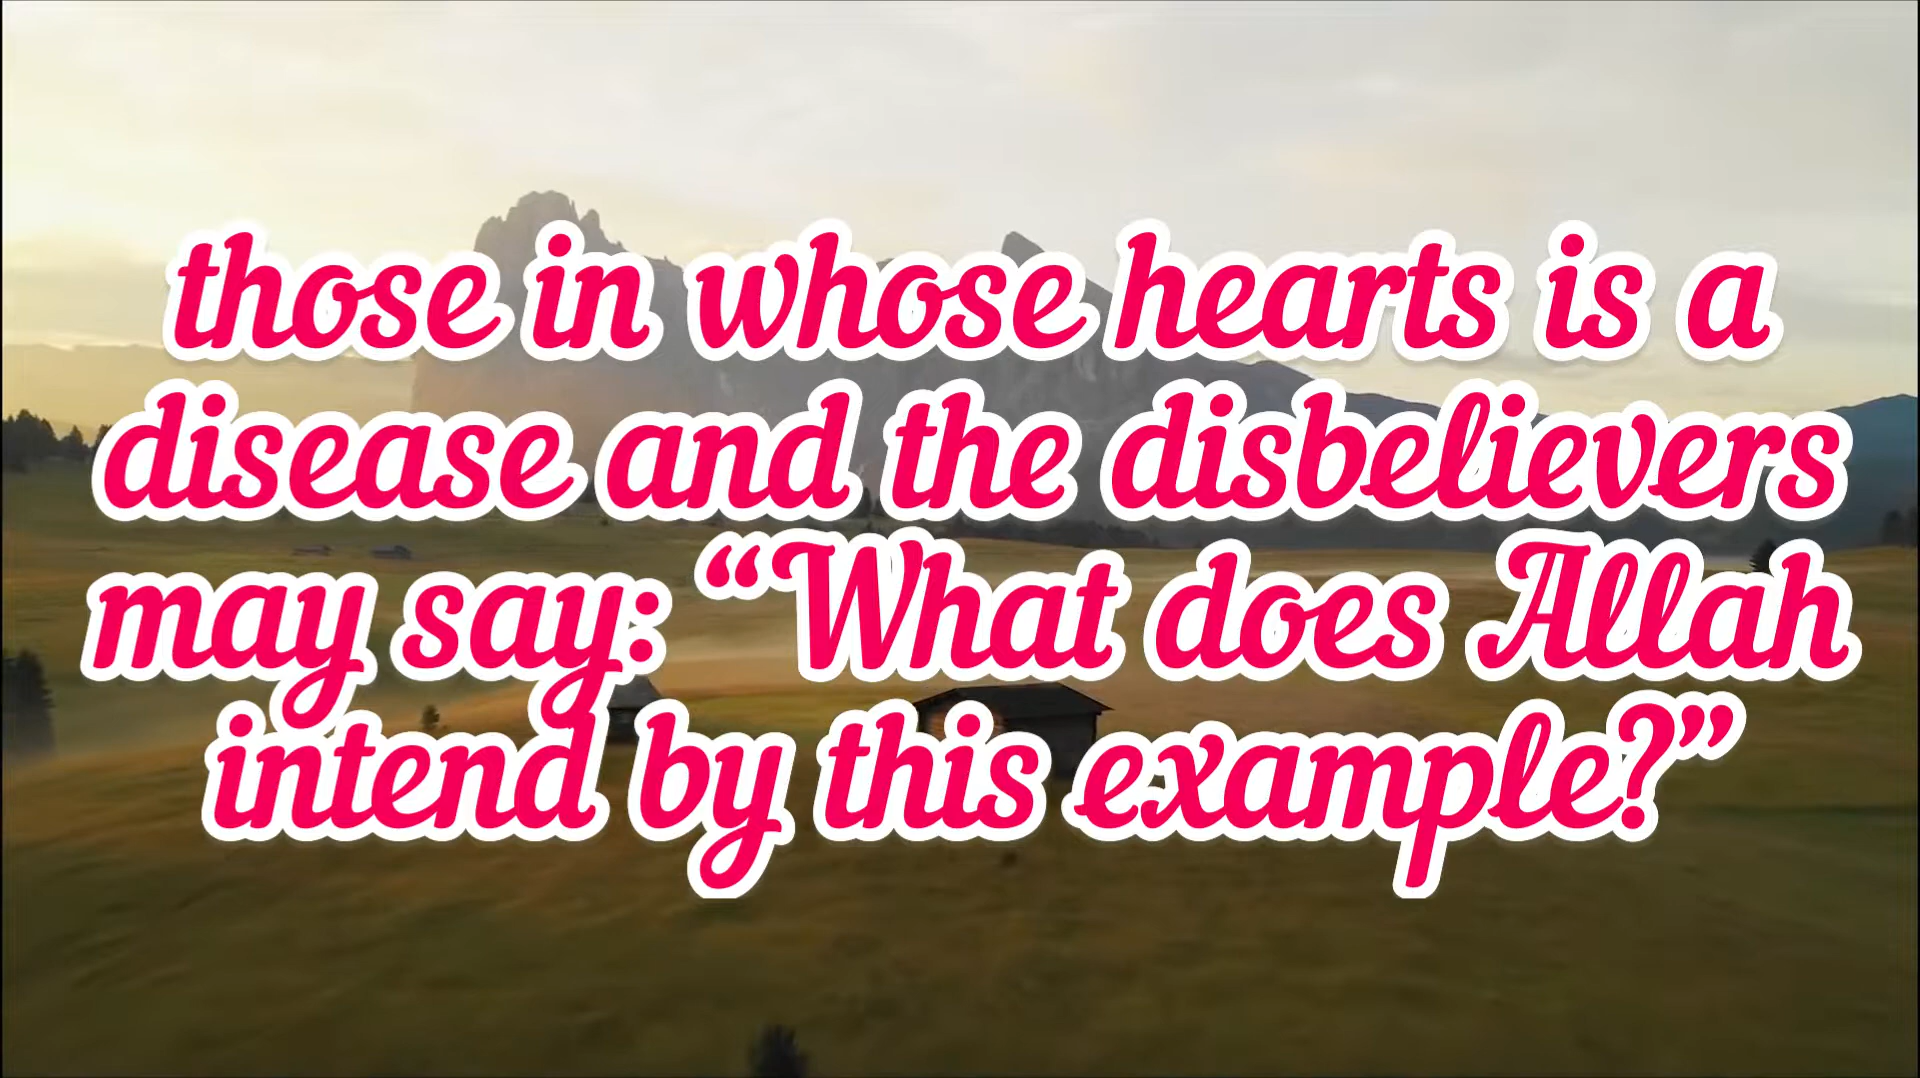 those in whose hearts is a
disease and the disbelievers
may say: “What does Allah
intend by this example?”